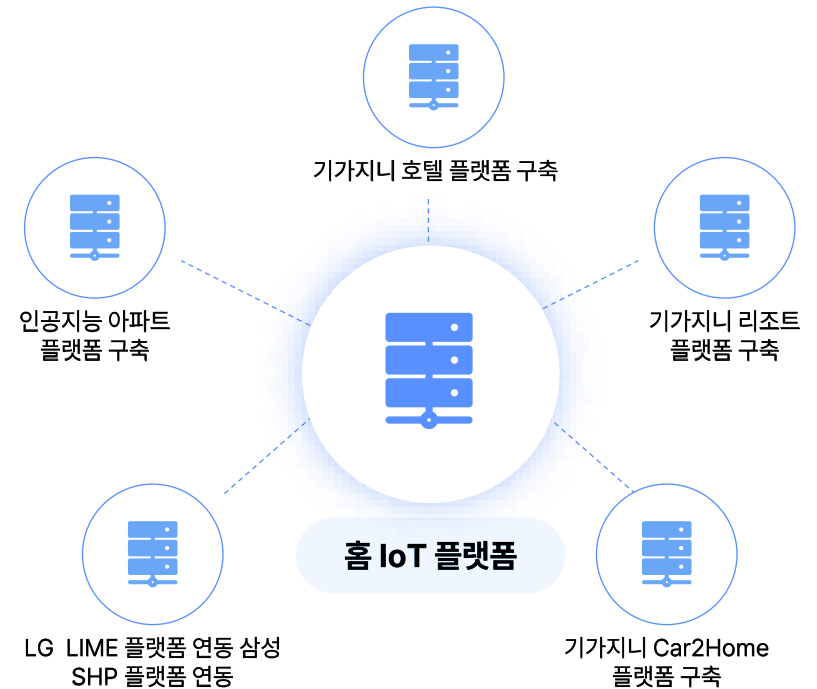 기가지니 호텔 플랫폼 구축
인공지능 아파트
플랫폼 구축
기가지니 리조트
플랫폼 구축
홈 IoT 플랫폼
LG LIME 플랫폼 연동 삼성
SHP 플랫폼 연동
기가지니 Car2Home
플랫폼 구축